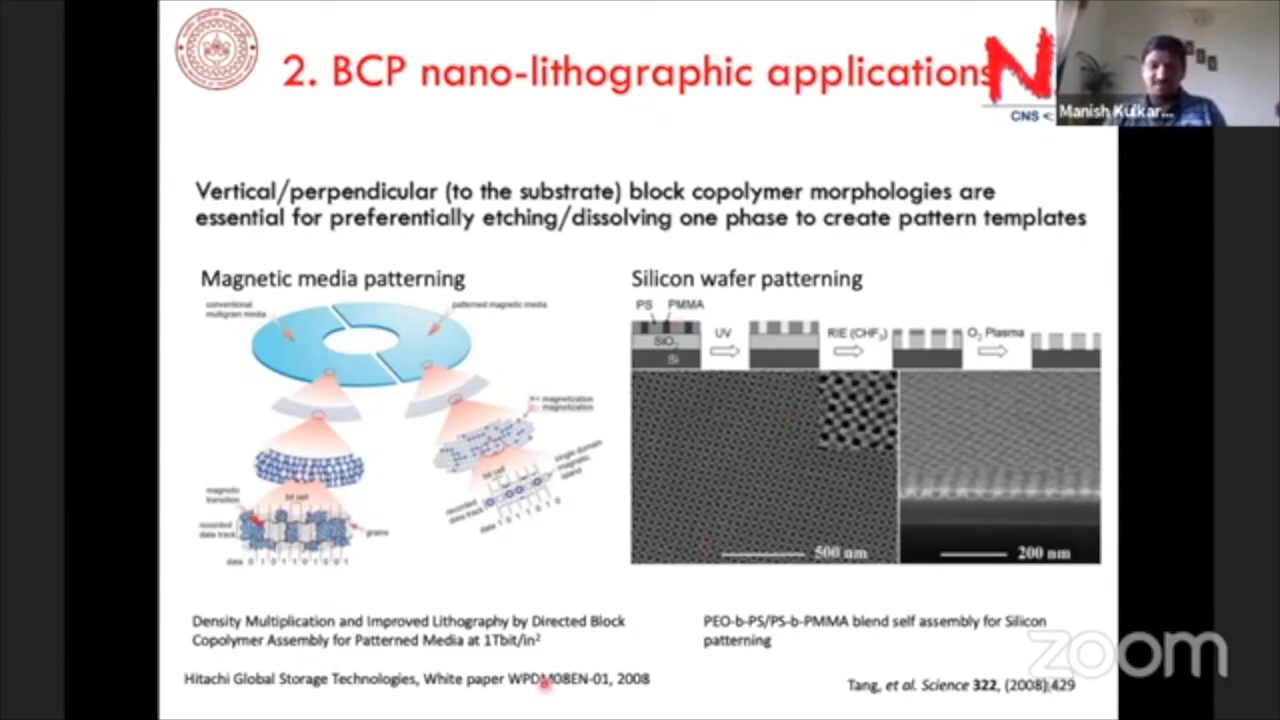 2. BCP nano-lithographic applications
N
CNS <
Manish Kulkar...
Vertical/perpendicular (to the substrate) block copolymer morphologies are
essential for preferentially etching/dissolving one phase to create pattern templates
Magnetic media patterning
conventional
multigrain media
patterned magnetic media
magnetization
magnetization
single domain
magnetic
island
bit cell
recorded
data track
data 1 0 1 1 0 1 0
magnetic
transition
bit cell
recorded
data track
grains
data 0 1 0 1 1 0 1 0 0 1
Silicon wafer patterning
PS PMMA
SiO2
Si
UV
RIE (CHF3)
O2 Plasma
500 nm
200 nm
Density Multiplication and Improved Lithography by Directed Block
Copolymer Assembly for Patterned Media at 1Tbit/in²
Hitachi Global Storage Technologies, White paper WPDM08EN-01, 2008
PEO-b-PS/PS-b-PMMA blend self assembly for Silicon
patterning
Tang, et al. Science 322, (2008) 429
zoom